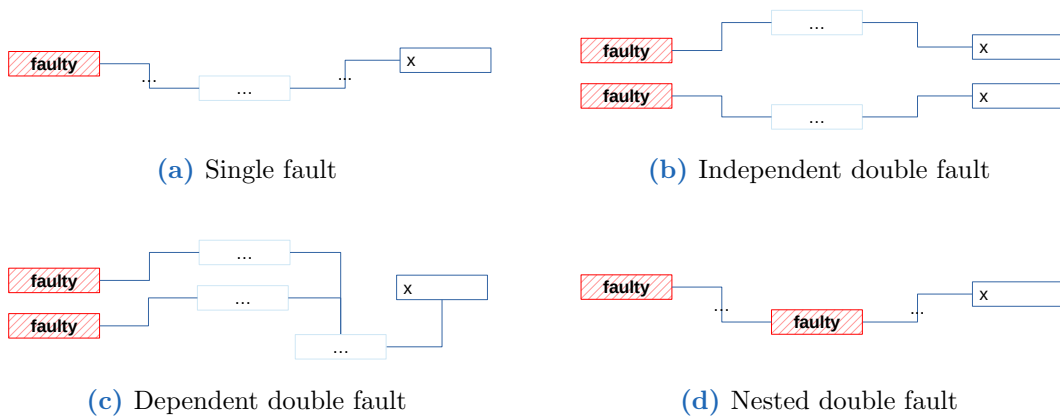 faulty
...
...
...
x
(a) Single fault
faulty
...
x
faulty
...
x
(b) Independent double fault
faulty
...
faulty
...
x
...
(c) Dependent double fault
faulty
...
faulty
...
x
(d) Nested double fault